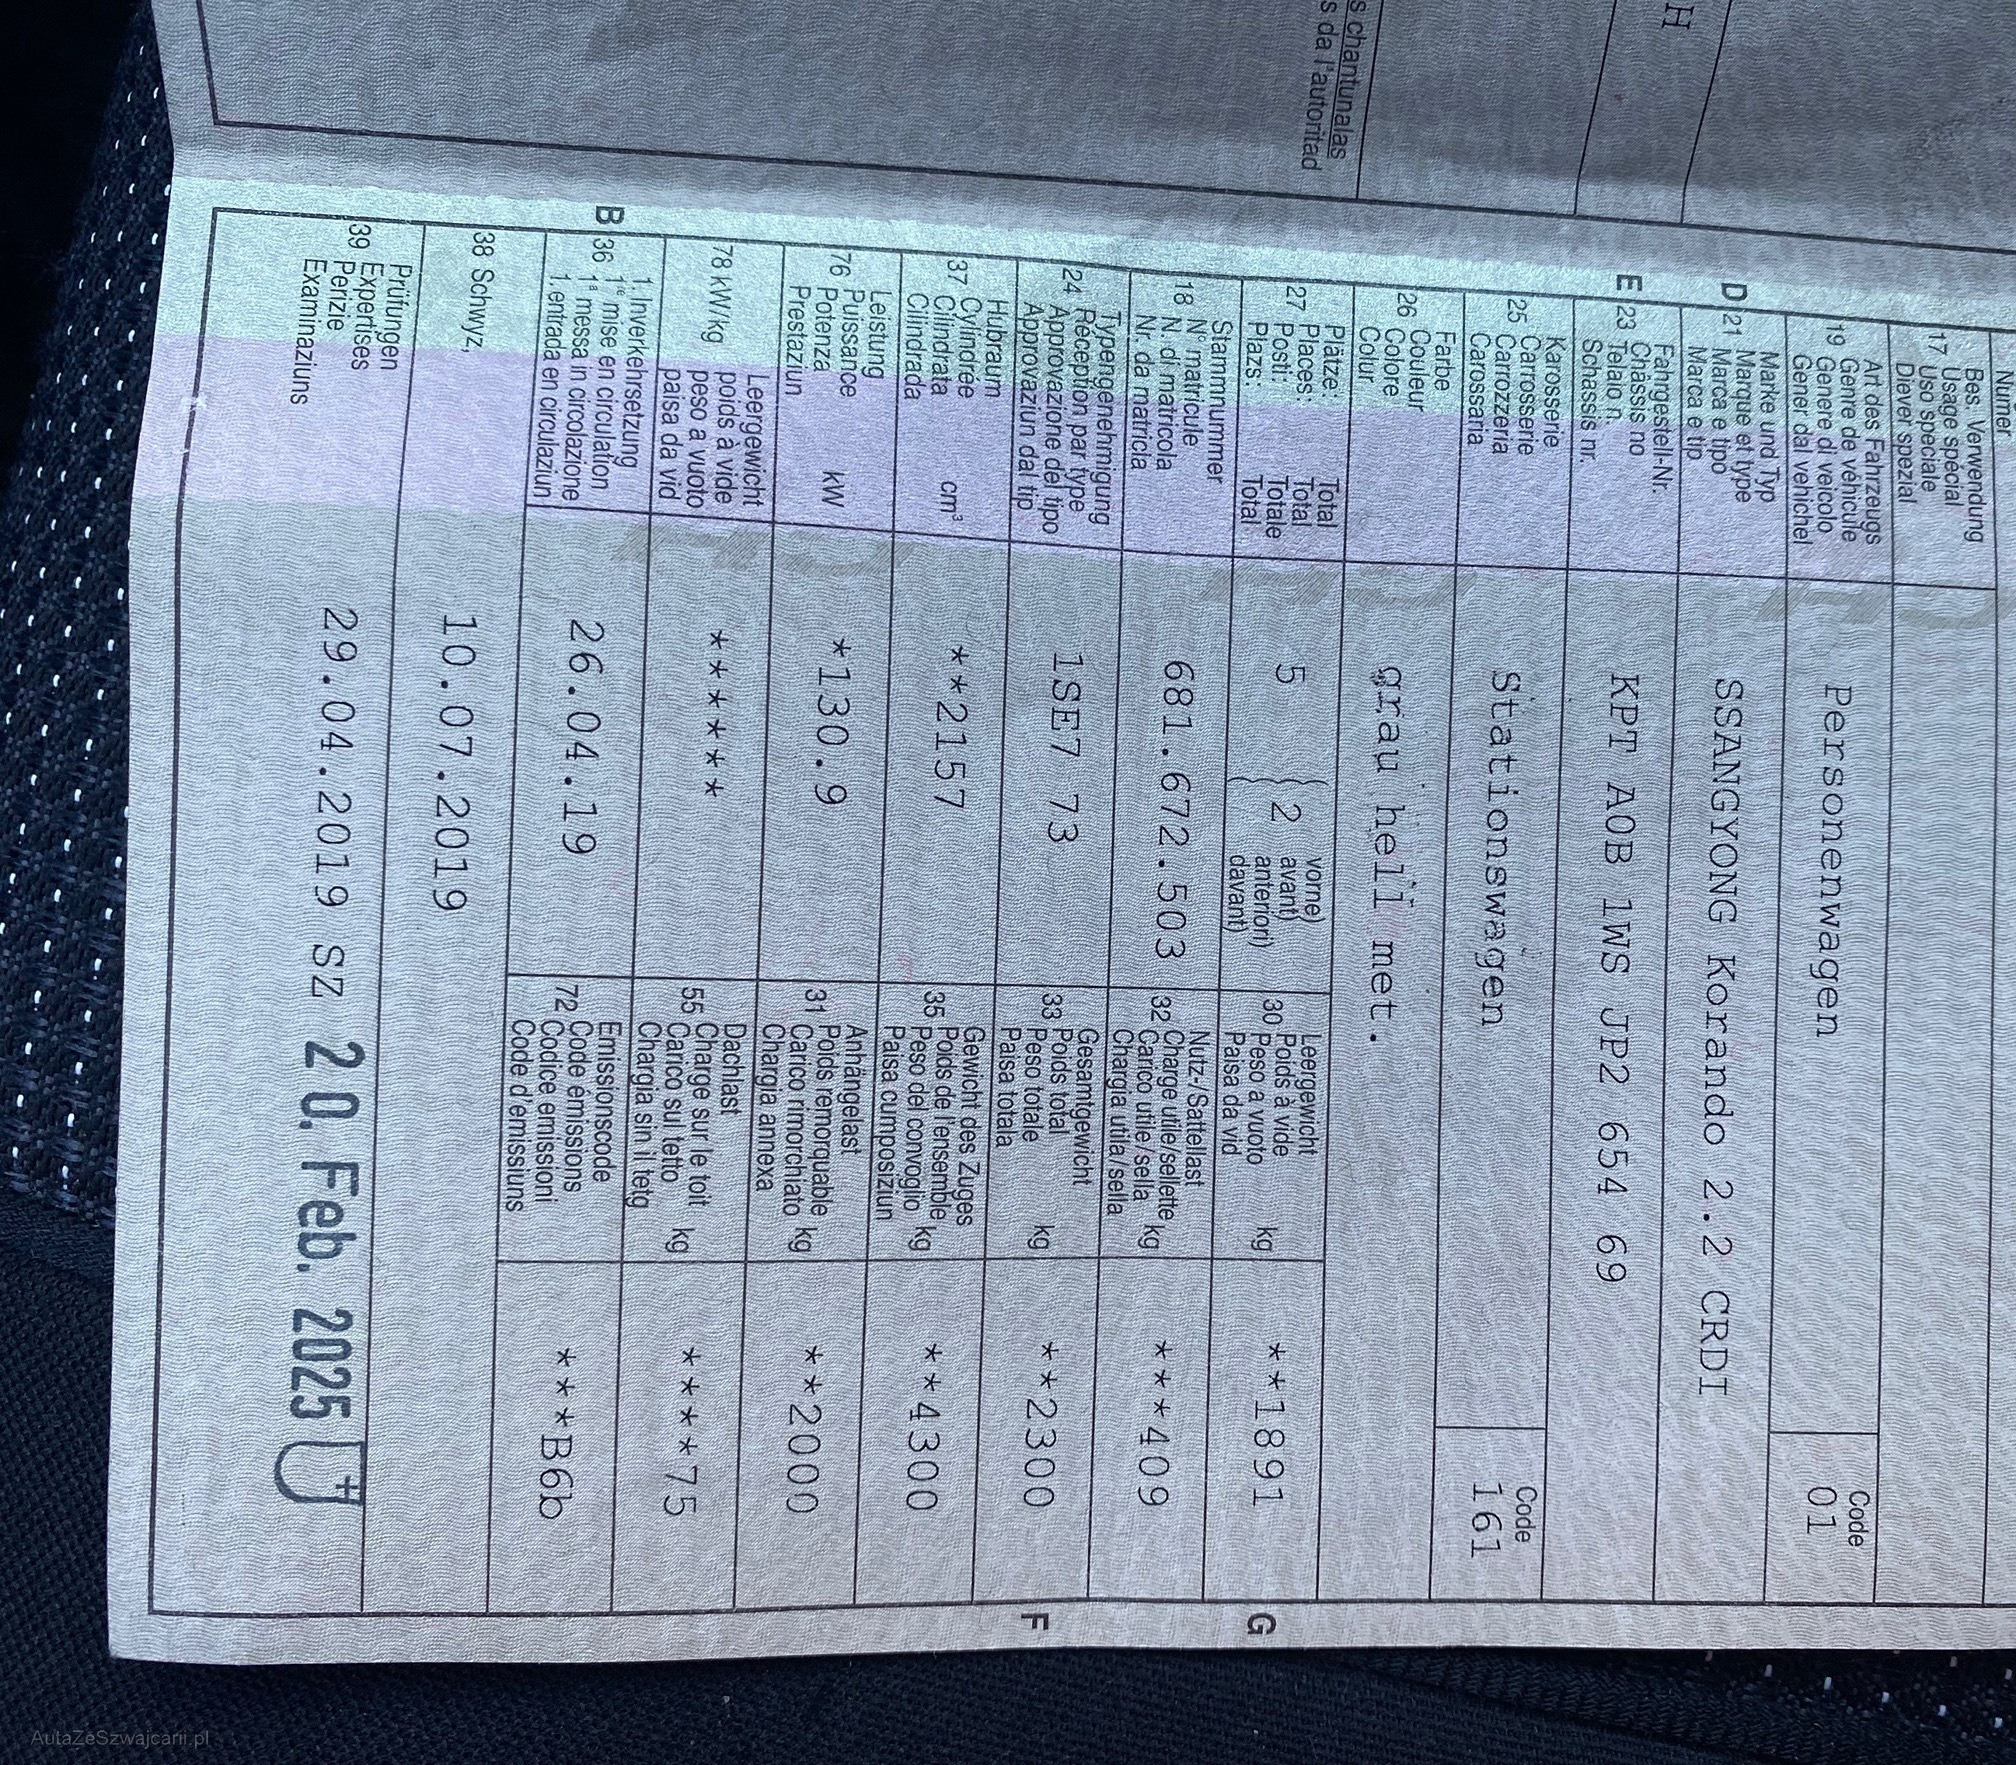 H
s chantunalas
s da l'autoritad
Bes. Verwendung
17 Usage spécial
Uso speciale
Diever spezial
Art des Fahrzeugs
19 Genre de véhicule
Genere di veicolo
Gener dal vehichel
Personenwagen
Code
01
Marke und Typ
D 21 Marque et type
Marca e tipo
Marca e tip
SSANGYONG Korando 2.2 CRDI
Fahrgestell-Nr.
E 23 Châssis no
Telaio n.
Schassis nr.
KPT A0B 1WS JP2 654 69
Karosserie
25 Carrosserie
Carrozzeria
Carossaria
Stationswagen
Code
161
Farbe
26 Couleur
Colore
Colur
grau hell met.
Plätze: Total
27 Places: Total
Posti: Totale
Plazs: Total
5 ( 2 vorne)
avant)
anteriori)
( davant)
Leergewicht
30 Poids à vide
Peso a vuoto kg
Paisa da vid
**1891
G
Stammnummer
18 N° matricule
N. di matricola
Nr. da matricla
681.672.503
Nutz-/Sattellast
32 Charge utile/sellette
Carico utile/sella kg
Chargia utila/sella
***409
Typengenehmigung
24 Réception par type
Approvazione del tipo
Approvaziun dal tip
1SE7 73
Gesamtgewicht
33 Poids total
Peso totale kg
Paisa totala
**2300
F
Hubraum
37 Cylindrée
Cilindrata cm³
Cilindrada
**2157
Gewicht des Zuges
35 Poids de l'ensemble
Peso del convoglio kg
Paisa cumposiziun
**4300
Leistung
76 Puissance
Potenza kW
Prestaziun
*130.9
Anhängelast
31 Poids remorquable
Carico rimorchiato kg
Chargia annexa
**2000
Leergewicht
78 kW/kg poids à vide
peso a vuoto
paisa da vid
******
Dachlast
55 Charge sur le toit
Carico sul tetto kg
Chargia sin il tetg
****75
1. Inverkehrsetzung
B 36 1re mise en circulation
1a messa in circolazione
1. entrada en circulaziun
26.04.19
Emissionscode
72 Code émissions
Codice emissioni
Code d'emissiuns
***B6b
38 Schwyz,
10.07.2019
Prüfungen
39 Expertises
Perizie
Examinaziuns
29.04.2019 SZ 20. Feb. 2025
AutaZeSzwajcarii.pl